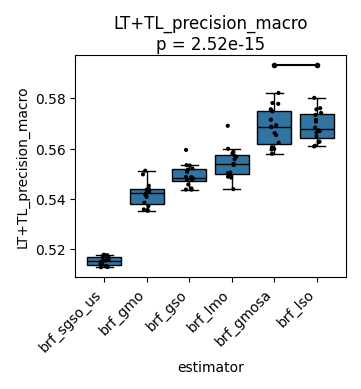 LT+TL_precision_macro
p = 2.52e-15
LT+TL_precision_macro
0.58
0.56
0.54
0.52
brf_sgso_us
brf_gmo
brf_gso
brf_lmo
brf_gmosa
brf_lso
estimator